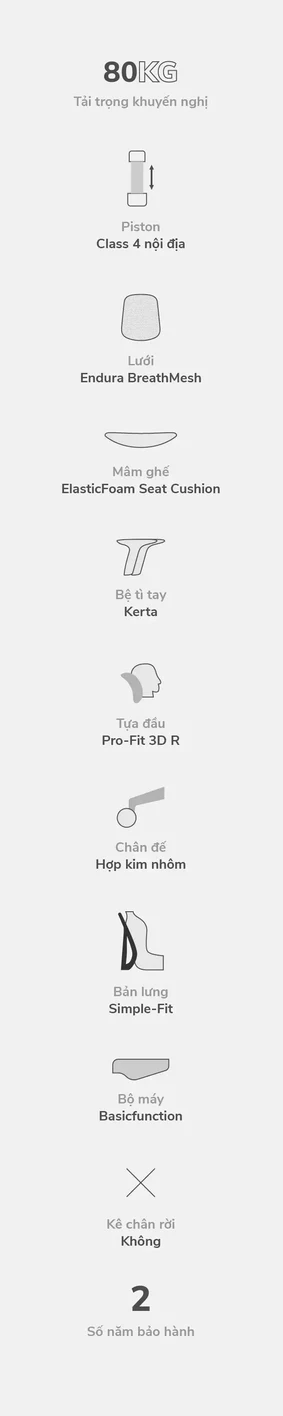 80KG
Tải trọng khuyến nghị
Piston
Class 4 nội địa
Lưới
Endura BreathMesh
Mâm ghế
ElasticFoam Seat Cushion
Bệ tì tay
Kerta
Tựa đầu
Pro-Fit 3D R
Chân đế
Hợp kim nhôm
Bản lưng
Simple-Fit
Bộ máy
Basicfunction
Kê chân rời
Không
2
Số năm bảo hành